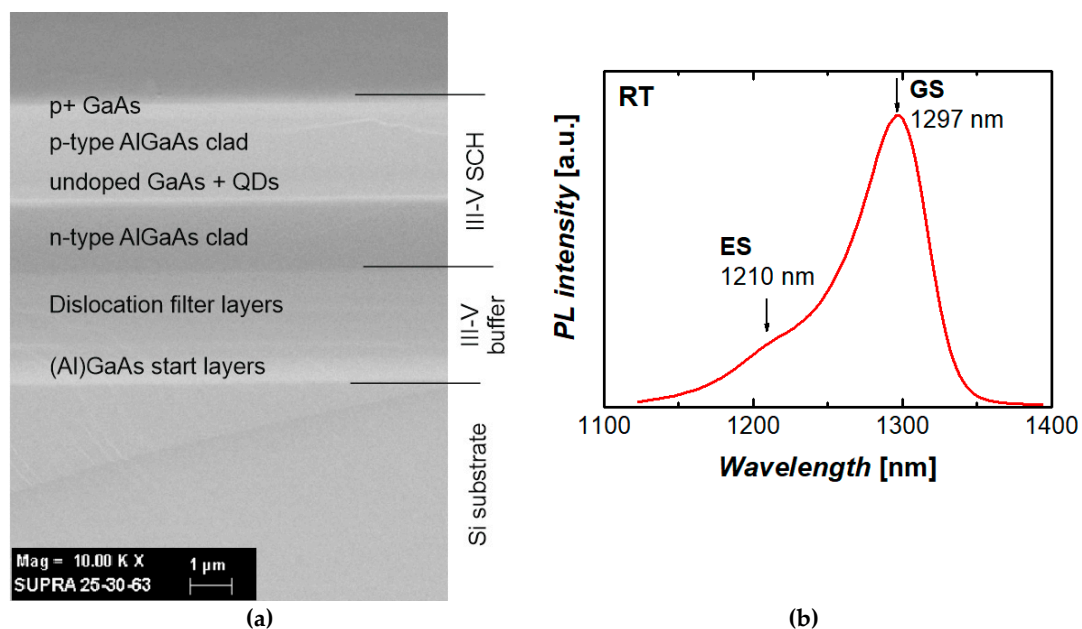 p+ GaAs
p-type AlGaAs clad
undoped GaAs + QDs
n-type AlGaAs clad
Dislocation filter layers
(Al)GaAs start layers
III-V SCH
III-V
buffer
Si substrate
Mag = 10.00 K X
1 µm
SUPRA 25-30-63
(a)
RT
GS
1297 nm
ES
1210 nm
PL intensity [a.u.]
1100
1200
1300
1400
Wavelength [nm]
(b)